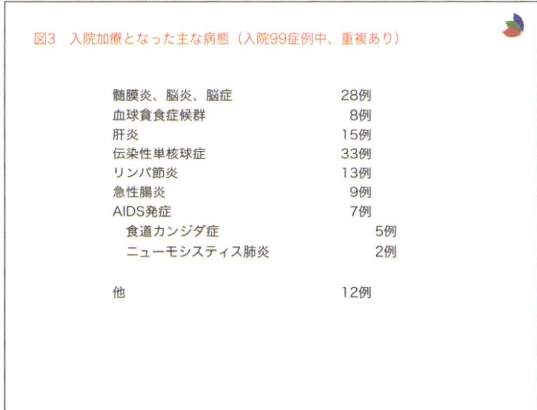 図3　入院加療となった主な病態（入院99症例中、重複あり）
髄膜炎、脳炎、脳症　28例
血球貪食症候群　8例
肝炎　15例
伝染性単核球症　33例
リンパ節炎　13例
急性腸炎　9例
AIDS発症　7例
食道カンジダ症　5例
ニューモシスティス肺炎　2例
他　12例